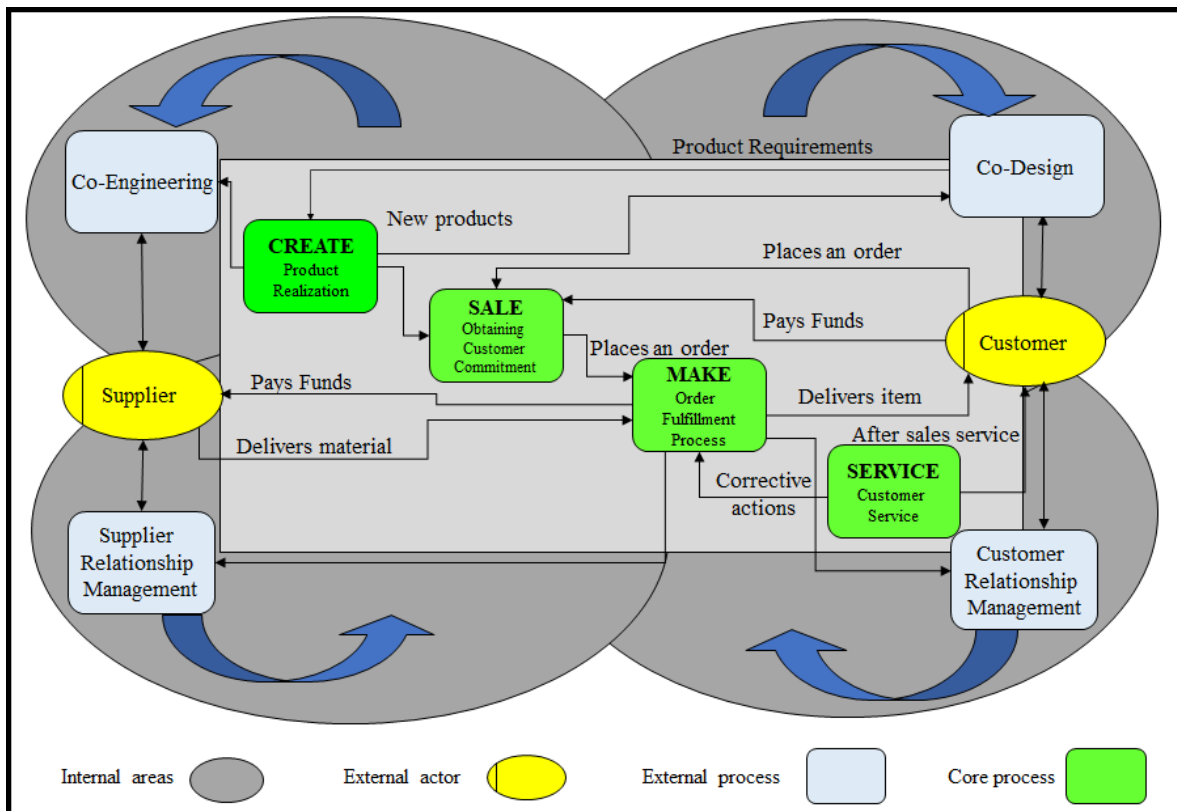 Product Requirements
Co-Engineering
Co-Design
New products
CREATE
Product
Realization
Places an order
SALE
Obtaining
Customer
Commitment
Pays Funds
Customer
Places an order
MAKE
Order
Fulfillment
Process
Supplier
Pays Funds
Delivers item
Delivers material
After sales service
SERVICE
Customer
Service
Corrective
actions
Supplier
Relationship
Management
Customer
Relationship
Management
Internal areas
External actor
External process
Core process